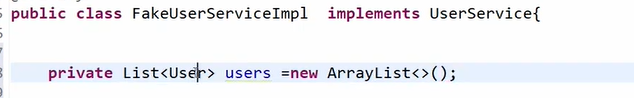 public class FakeUserServiceImpl  implements UserService{
private List<User> users =new ArrayList<>();